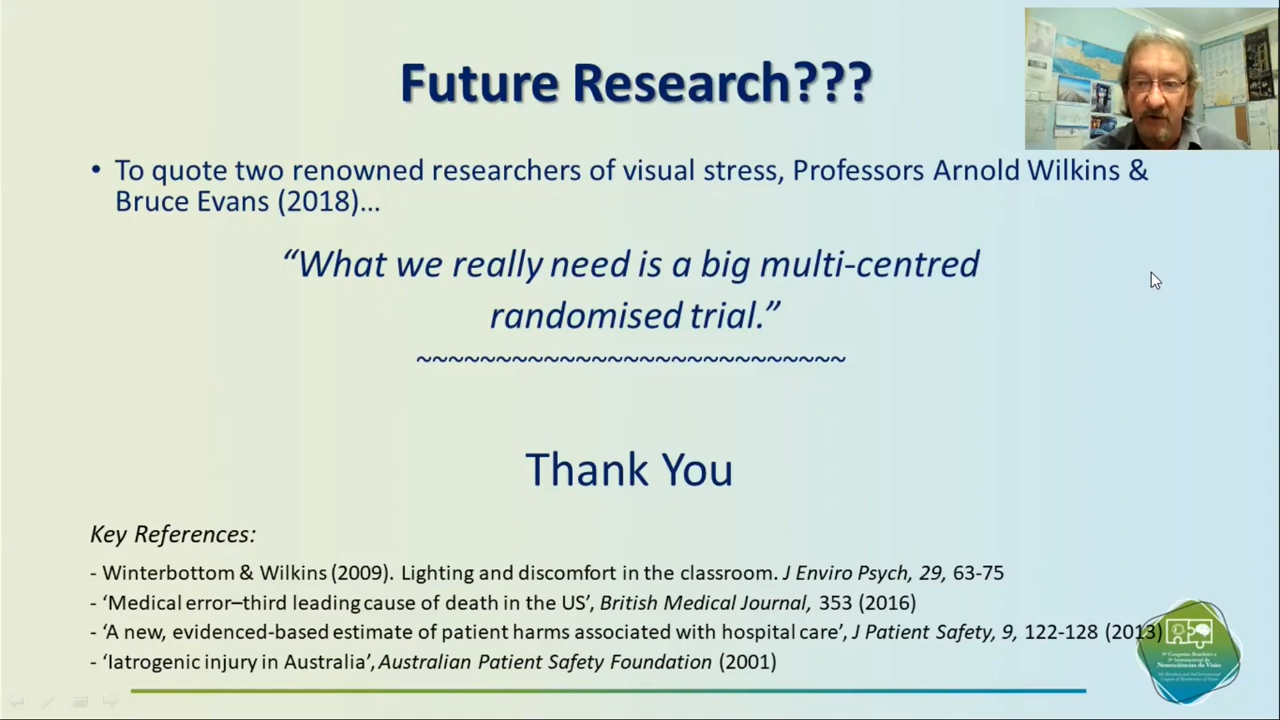 Future Research???
• To quote two renowned researchers of visual stress, Professors Arnold Wilkins &
Bruce Evans (2018)…
“What we really need is a big multi-centred
randomised trial.”
~~~~~~~~~~~~~~~~~~~~~~~~~~~
Thank You
Key References:
- Winterbottom & Wilkins (2009). Lighting and discomfort in the classroom. J Enviro Psych, 29, 63-75
- ‘Medical error–third leading cause of death in the US’, British Medical Journal, 353 (2016)
- ‘A new, evidenced-based estimate of patient harms associated with hospital care’, J Patient Safety, 9, 122-128 (2013)
- ‘Iatrogenic injury in Australia’, Australian Patient Safety Foundation (2001)
Neurociências da Visão